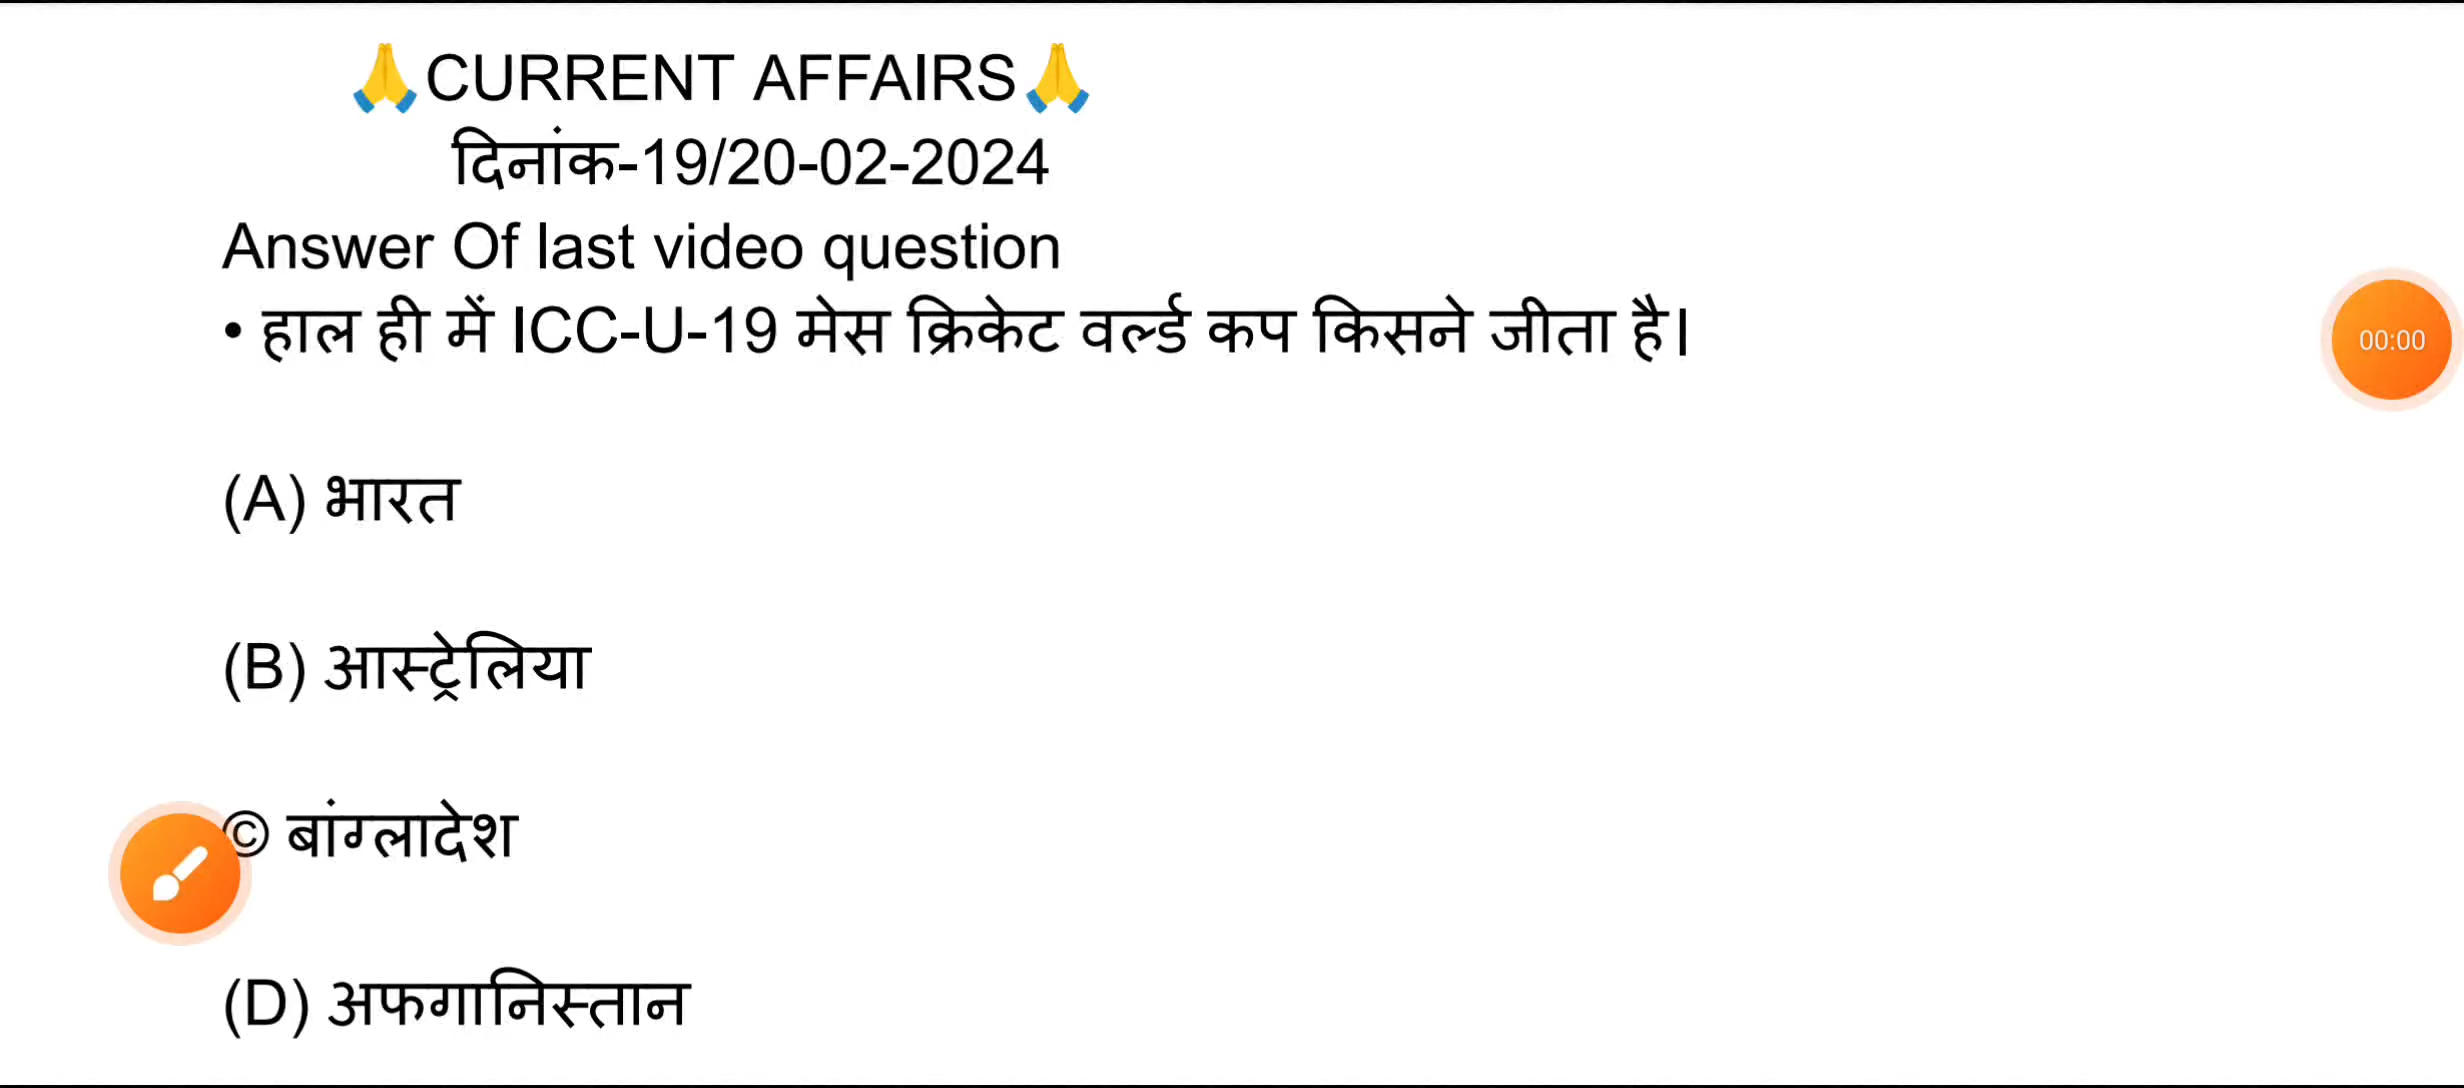 🙏CURRENT AFFAIRS🙏
दिनांक-19/20-02-2024
Answer Of last video question
• हाल ही में ICC-U-19 मेस क्रिकेट वर्ल्ड कप किसने जीता है।
00:00
(A) भारत
(B) आस्ट्रेलिया
© बांग्लादेश
(D) अफगानिस्तान